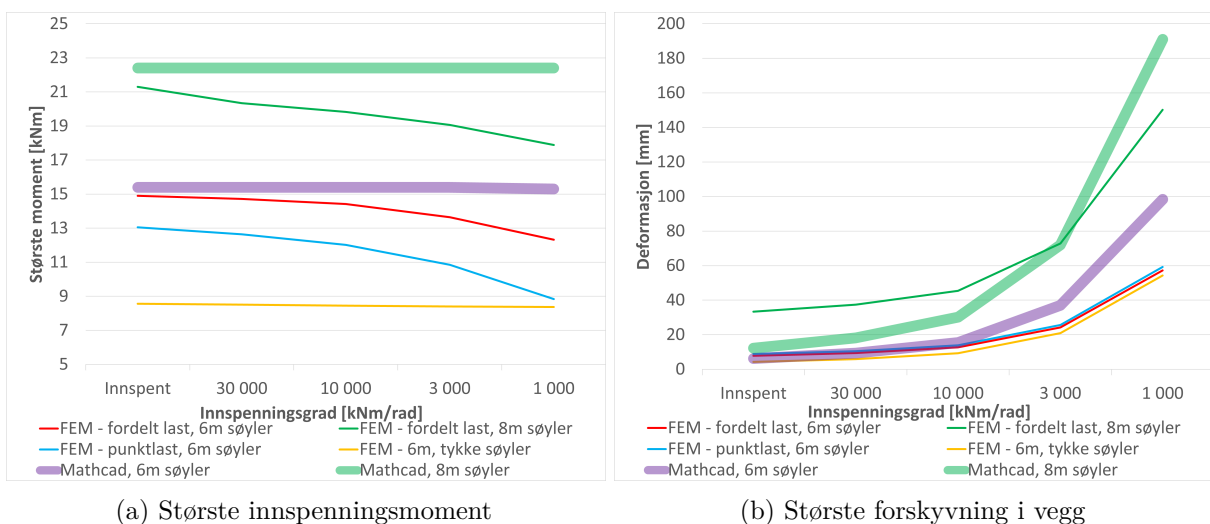 25
23
21
19
17
15
13
11
9
7
5
Største moment [kNm]
Innspent
30 000
10 000
3 000
1 000
Innspenningsgrad [kNm/rad]
FEM - fordelt last, 6m søyler
FEM - fordelt last, 8m søyler
FEM - punktlast, 6m søyler
FEM - 6m, tykke søyler
Mathcad, 6m søyler
Mathcad, 8m søyler
(a) Største innspenningsmoment
200
180
160
140
120
100
80
60
40
20
0
Deformasjon [mm]
Innspent
30 000
10 000
3 000
1 000
Innspenningsgrad [kNm/rad]
FEM - fordelt last, 6m søyler
FEM - fordelt last, 8m søyler
FEM - punktlast, 6m søyler
FEM - 6m, tykke søyler
Mathcad, 6m søyler
Mathcad, 8m søyler
(b) Største forskyvning i vegg